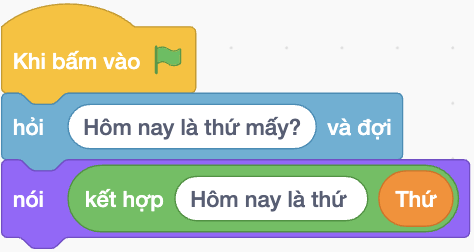 Khi bấm vào
hỏi Hôm nay là thứ mấy? và đợi
nói kết hợp Hôm nay là thứ Thứ